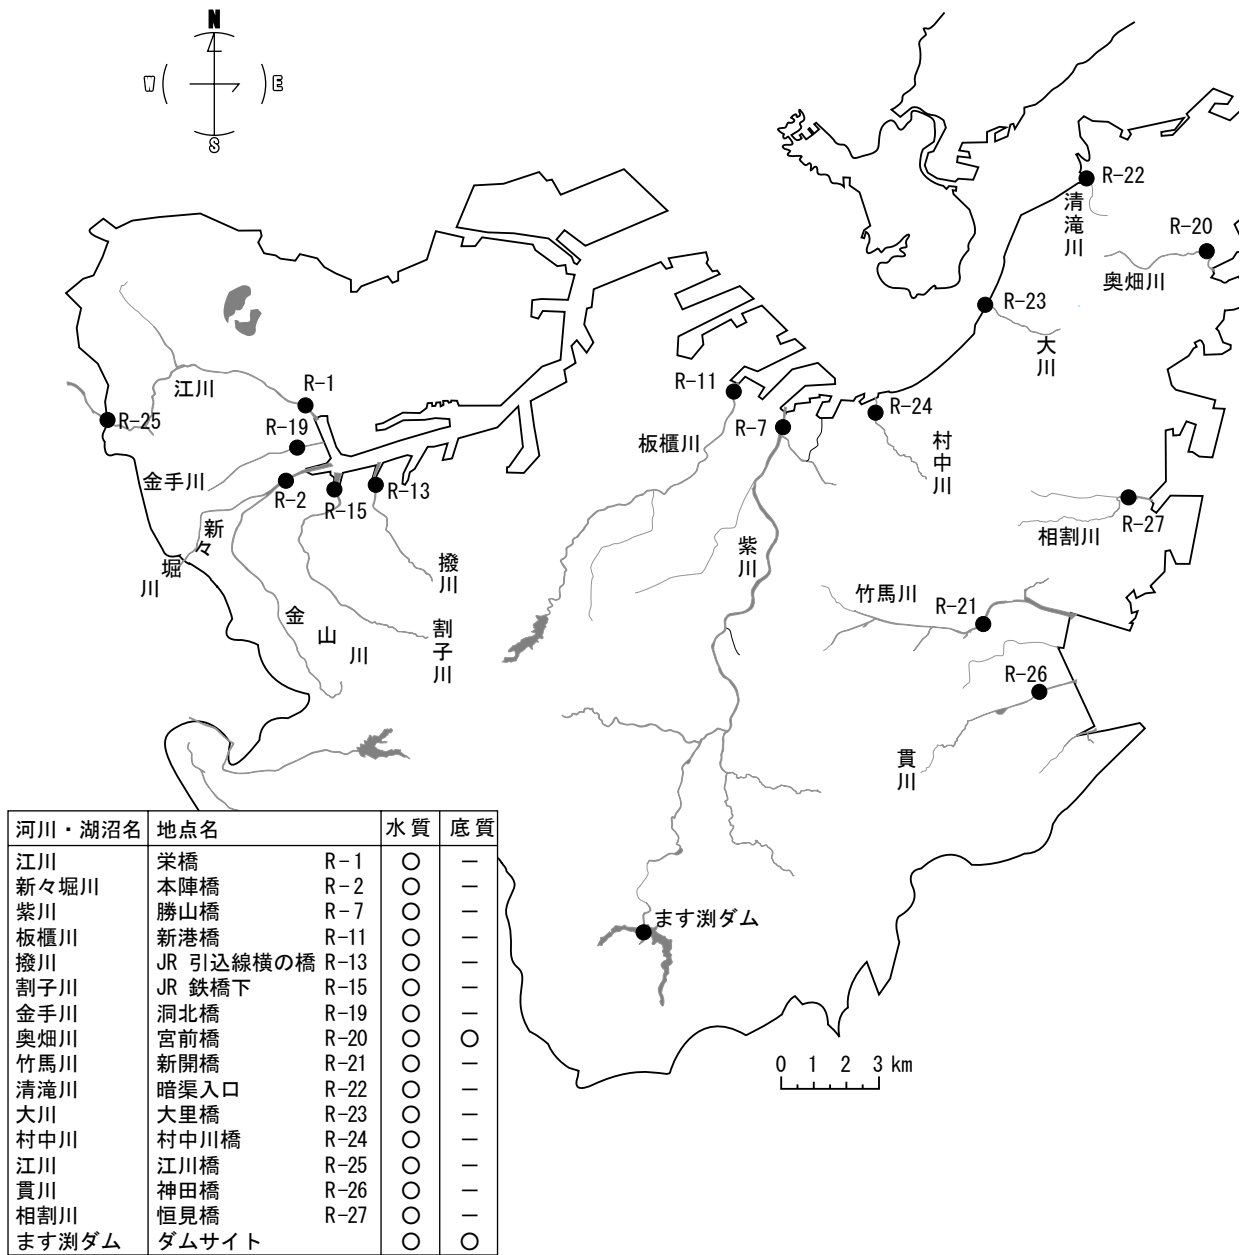 N
W
E
S
R-22
清滝川
R-20
奥畑川
R-23
大川
R-11
R-24
R-7
板櫃川
村中川
江川
R-1
R-25
R-19
金手川
R-2
R-15
R-13
新々堀川
撥川
紫川
R-27
相割川
竹馬川
R-21
金山川
割子川
R-26
貫川
ます渕ダム
0 1 2 3 km
河川・湖沼名 地点名 水質 底質
江川 栄橋 R-1 ○ －
新々堀川 本陣橋 R-2 ○ －
紫川 勝山橋 R-7 ○ －
板櫃川 新港橋 R-11 ○ －
撥川 JR 引込線横の橋 R-13 ○ －
割子川 JR 鉄橋下 R-15 ○ －
金手川 洞北橋 R-19 ○ －
奥畑川 宮前橋 R-20 ○ ○
竹馬川 新開橋 R-21 ○ －
清滝川 暗渠入口 R-22 ○ －
大川 大里橋 R-23 ○ －
村中川 村中川橋 R-24 ○ －
江川 江川橋 R-25 ○ －
貫川 神田橋 R-26 ○ －
相割川 恒見橋 R-27 ○ －
ます渕ダム ダムサイト ○ ○